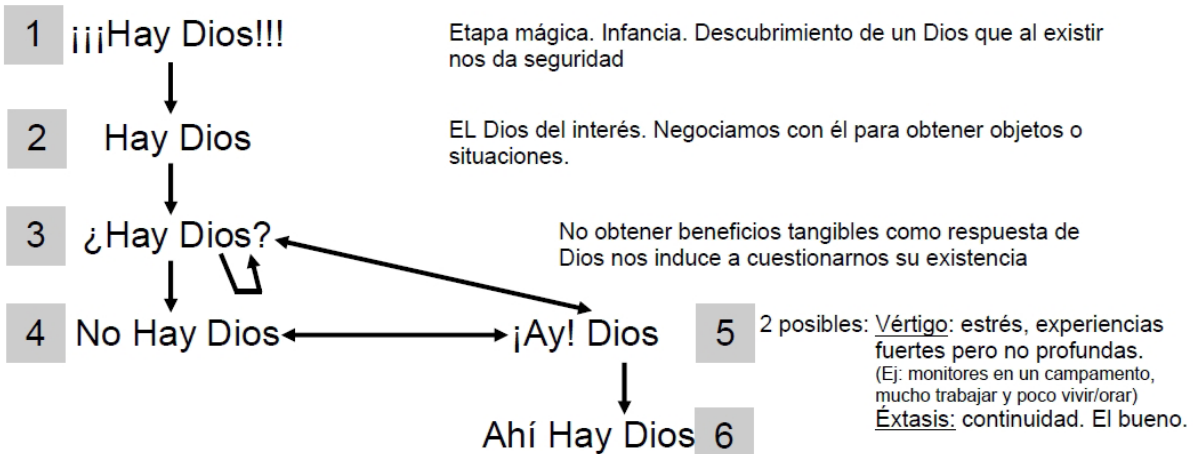 1 ¡¡¡Hay Dios!!!
Etapa mágica. Infancia. Descubrimiento de un Dios que al existir
nos da seguridad
2 Hay Dios
EL Dios del interés. Negociamos con él para obtener objetos o
situaciones.
3 ¿Hay Dios?
No obtener beneficios tangibles como respuesta de
Dios nos induce a cuestionarnos su existencia
4 No Hay Dios
¡Ay! Dios 5
2 posibles: Vértigo: estrés, experiencias
fuertes pero no profundas.
(Ej: monitores en un campamento,
mucho trabajar y poco vivir/orar)
Éxtasis: continuidad. El bueno.
Ahí Hay Dios 6